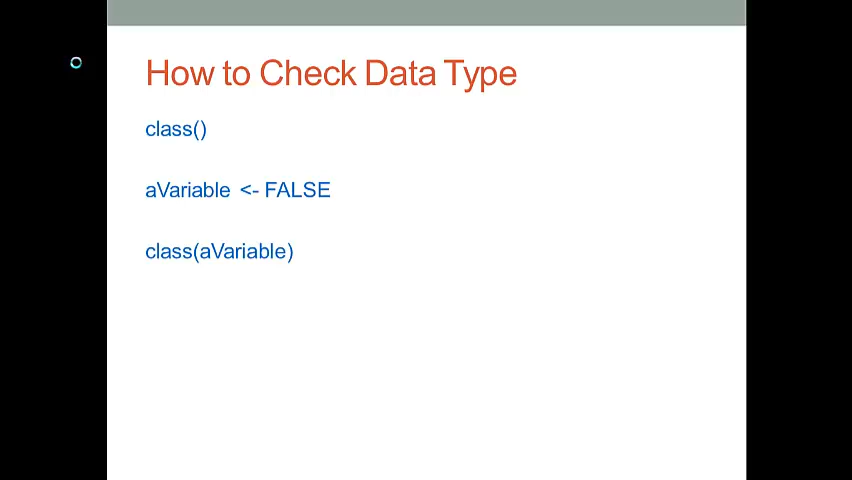 How to Check Data Type
class()
aVariable <- FALSE
class(aVariable)